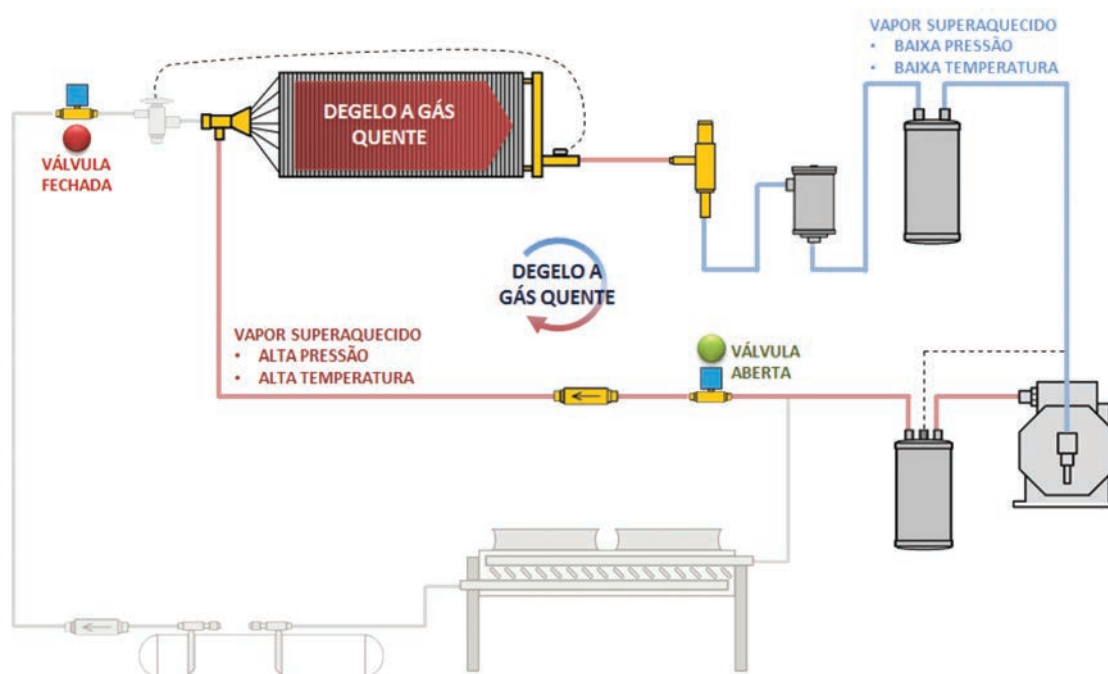 VAPOR SUPERAQUECIDO
• BAIXA PRESSÃO
• BAIXA TEMPERATURA
DEGELO A GÁS
QUENTE
VÁLVULA
FECHADA
DEGELO A
GÁS QUENTE
VAPOR SUPERAQUECIDO
• ALTA PRESSÃO
• ALTA TEMPERATURA
VÁLVULA
ABERTA